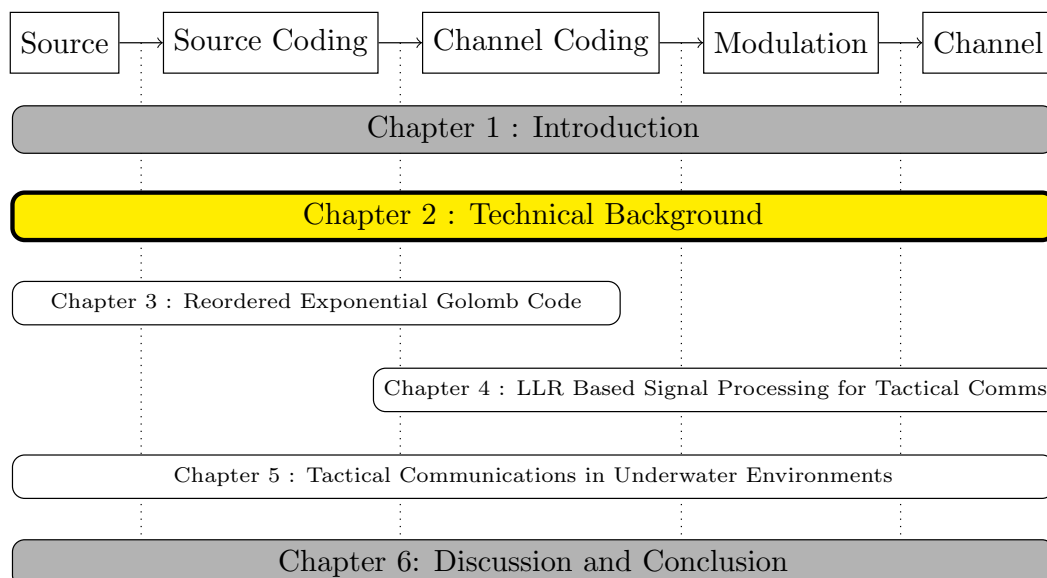 Source Source Coding Channel Coding Modulation Channel
Chapter 1 : Introduction
Chapter 2 : Technical Background
Chapter 3 : Reordered Exponential Golomb Code
Chapter 4 : LLR Based Signal Processing for Tactical Comms
Chapter 5 : Tactical Communications in Underwater Environments
Chapter 6: Discussion and Conclusion